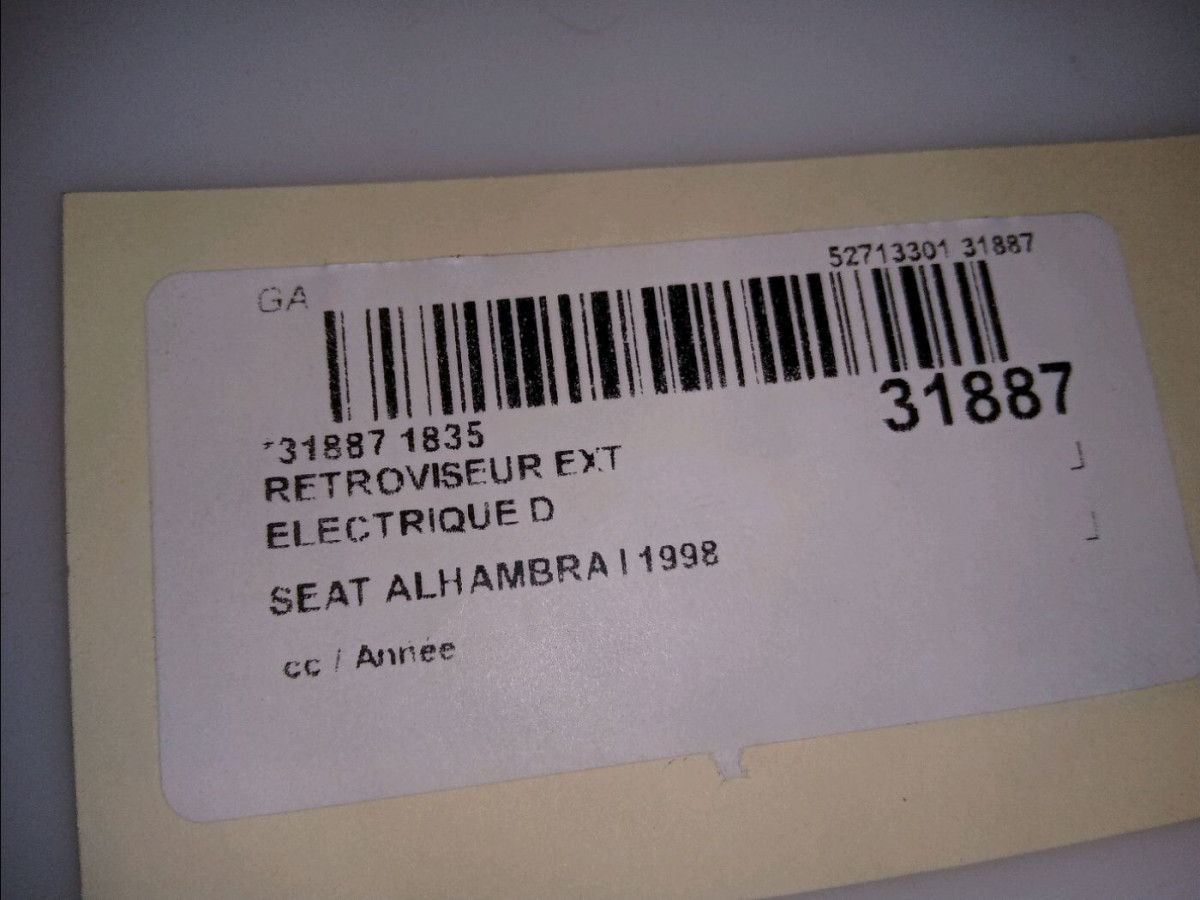 52713301 31887
GA
31887
*31887 1835
RETROVISEUR EXT
ELECTRIQUE D
SEAT ALHAMBRA I 1998
cc / Année